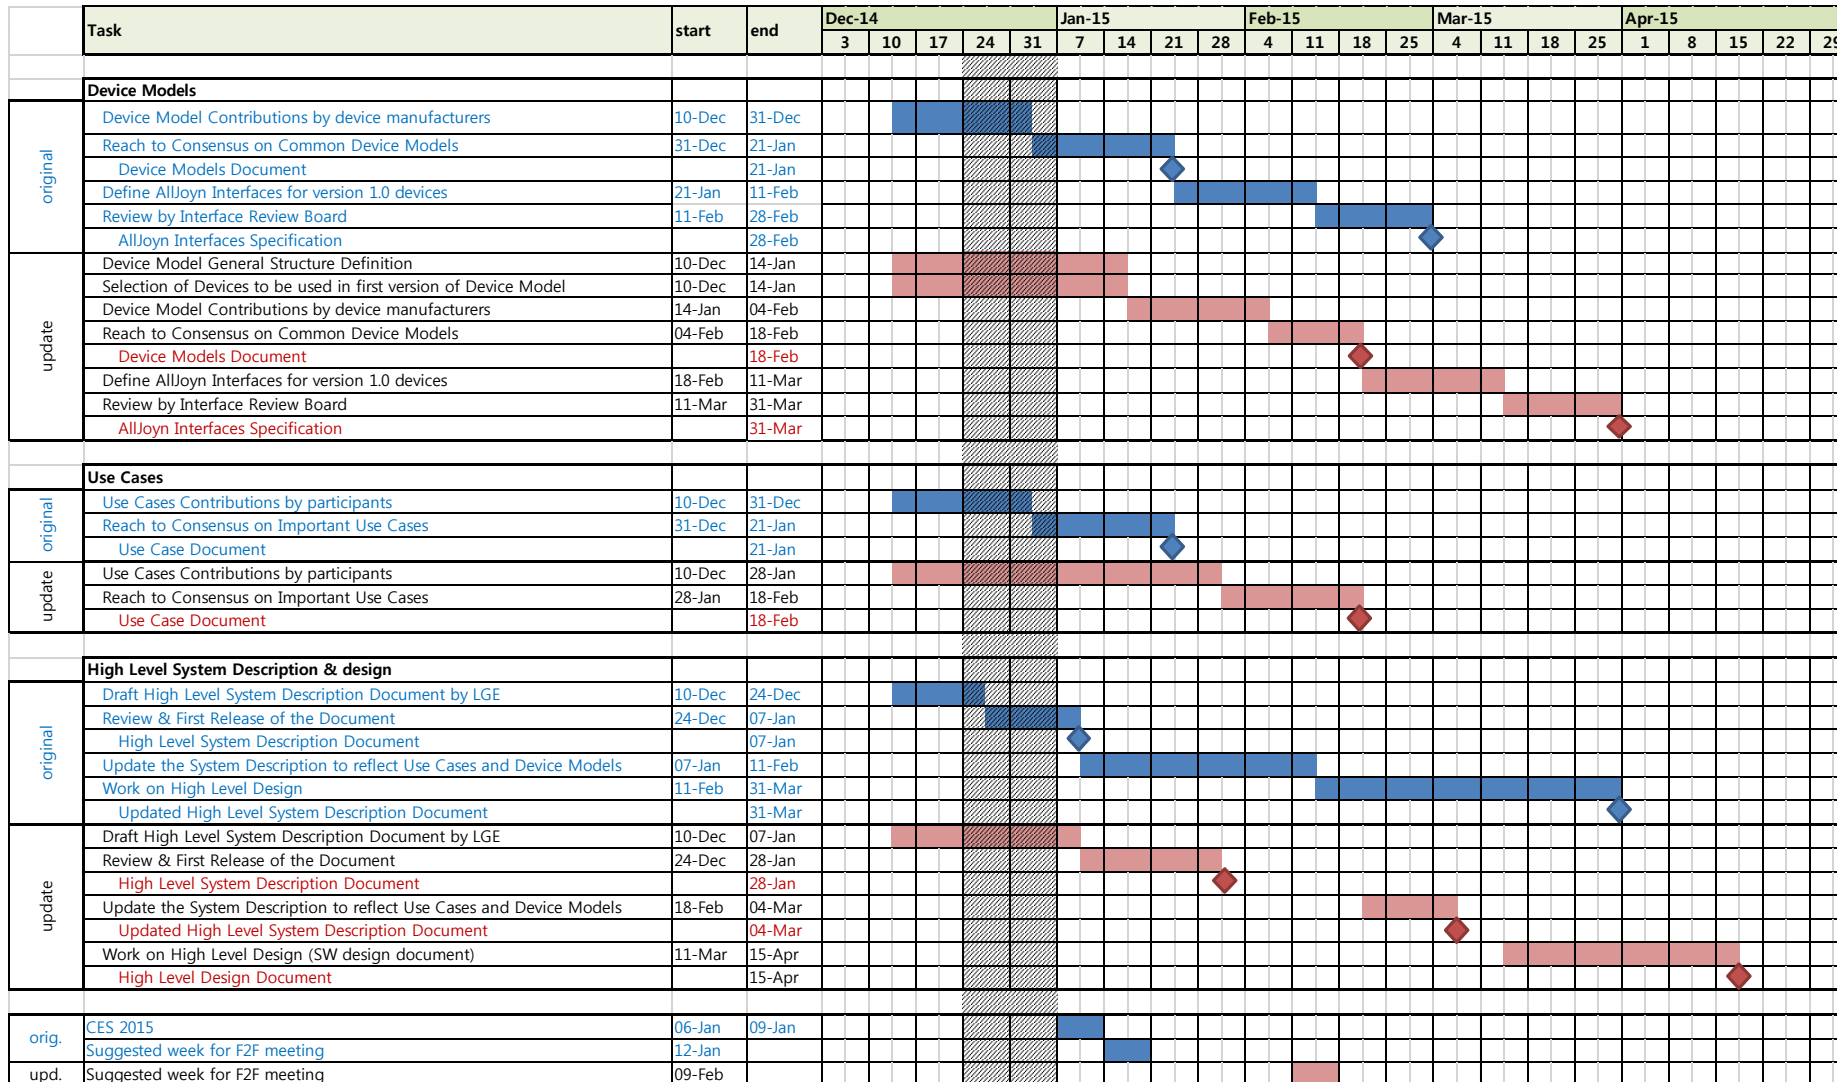 Task start end Dec-14 Jan-15 Feb-15 Mar-15 Apr-15
3 10 17 24 31 7 14 21 28 4 11 18 25 4 11 18 25 1 8 15 22 29
Device Models
original
Device Model Contributions by device manufacturers 10-Dec 31-Dec
Reach to Consensus on Common Device Models 31-Dec 21-Jan
Device Models Document 21-Jan
Define AllJoyn Interfaces for version 1.0 devices 21-Jan 11-Feb
Review by Interface Review Board 11-Feb 28-Feb
AllJoyn Interfaces Specification 28-Feb
update
Device Model General Structure Definition 10-Dec 14-Jan
Selection of Devices to be used in first version of Device Model 10-Dec 14-Jan
Device Model Contributions by device manufacturers 14-Jan 04-Feb
Reach to Consensus on Common Device Models 04-Feb 18-Feb
Device Models Document 18-Feb
Define AllJoyn Interfaces for version 1.0 devices 18-Feb 11-Mar
Review by Interface Review Board 11-Mar 31-Mar
AllJoyn Interfaces Specification 31-Mar
Use Cases
original
Use Cases Contributions by participants 10-Dec 31-Dec
Reach to Consensus on Important Use Cases 31-Dec 21-Jan
Use Case Document 21-Jan
update
Use Cases Contributions by participants 10-Dec 28-Jan
Reach to Consensus on Important Use Cases 28-Jan 18-Feb
Use Case Document 18-Feb
High Level System Description & design
original
Draft High Level System Description Document by LGE 10-Dec 24-Dec
Review & First Release of the Document 24-Dec 07-Jan
High Level System Description Document 07-Jan
Update the System Description to reflect Use Cases and Device Models 07-Jan 11-Feb
Work on High Level Design 11-Feb 31-Mar
Updated High Level System Description Document 31-Mar
update
Draft High Level System Description Document by LGE 10-Dec 07-Jan
Review & First Release of the Document 24-Dec 28-Jan
High Level System Description Document 28-Jan
Update the System Description to reflect Use Cases and Device Models 18-Feb 04-Mar
Updated High Level System Description Document 04-Mar
Work on High Level Design (SW design document) 11-Mar 15-Apr
High Level Design Document 15-Apr
orig.
CES 2015 06-Jan 09-Jan
Suggested week for F2F meeting 12-Jan
upd. Suggested week for F2F meeting 09-Feb